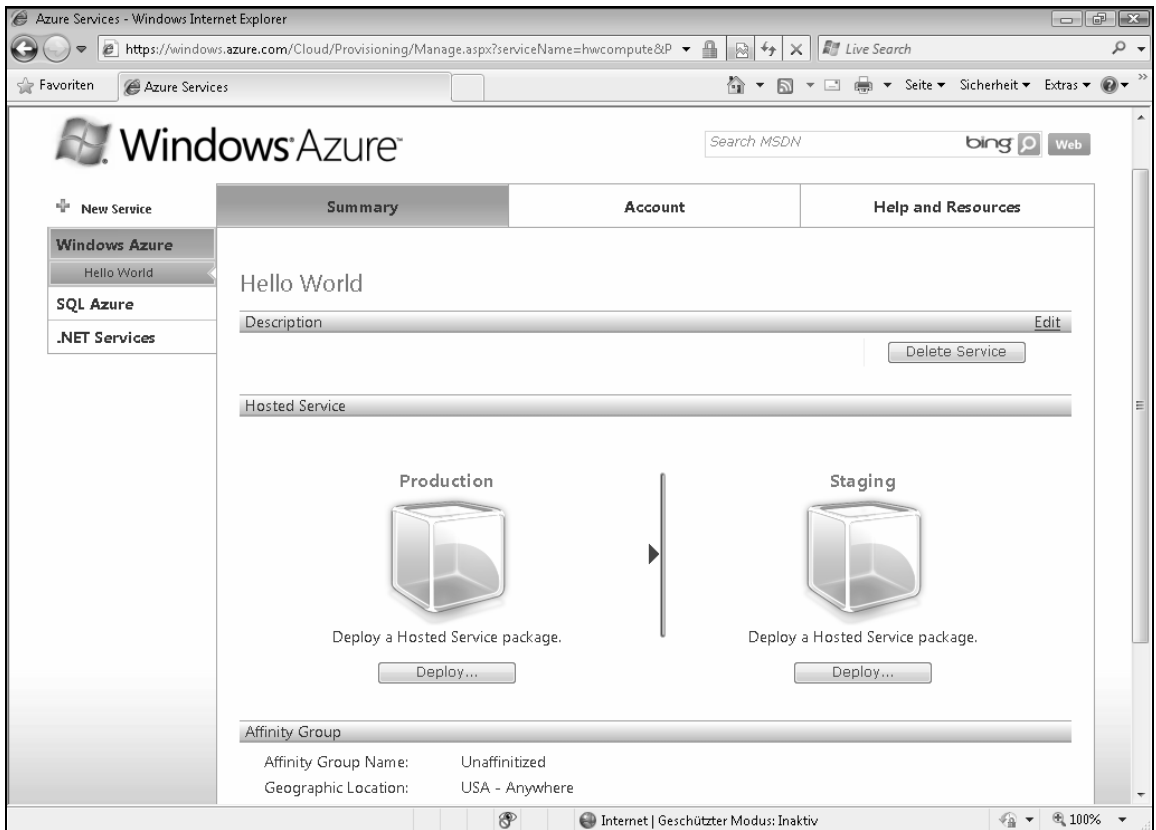 Azure Services - Windows Internet Explorer
https://windows.azure.com/Cloud/Provisioning/Manage.aspx?serviceName=hwcompute&P
Live Search
Favoriten
Azure Services
Seite
Sicherheit
Extras
Windows Azure™
Search MSDN
bing
Web
New Service
Summary
Account
Help and Resources
Windows Azure
Hello World
SQL Azure
.NET Services
Hello World
Description
Edit
Delete Service
Hosted Service
Production
Staging
Deploy a Hosted Service package.
Deploy a Hosted Service package.
Deploy...
Deploy...
Affinity Group
Affinity Group Name: Unaffinitized
Geographic Location: USA - Anywhere
Internet | Geschützter Modus: Inaktiv
100%